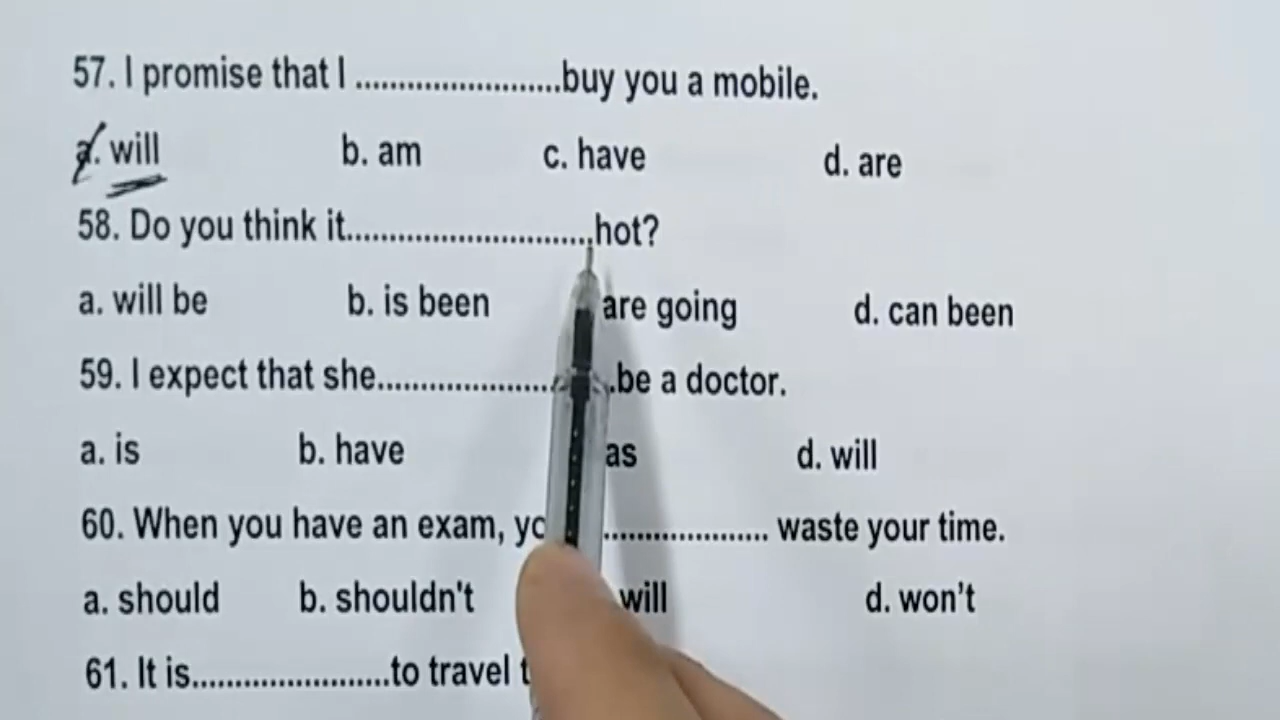 57. I promise that I ........................buy you a mobile.
a. will b. am c. have d. are
58. Do you think it.............................hot?
a. will be b. is been are going d. can been
59. I expect that she.....................be a doctor.
a. is b. have as d. will
60. When you have an exam, yo ................... waste your time.
a. should b. shouldn't will d. won't
61. It is.......................to travel t